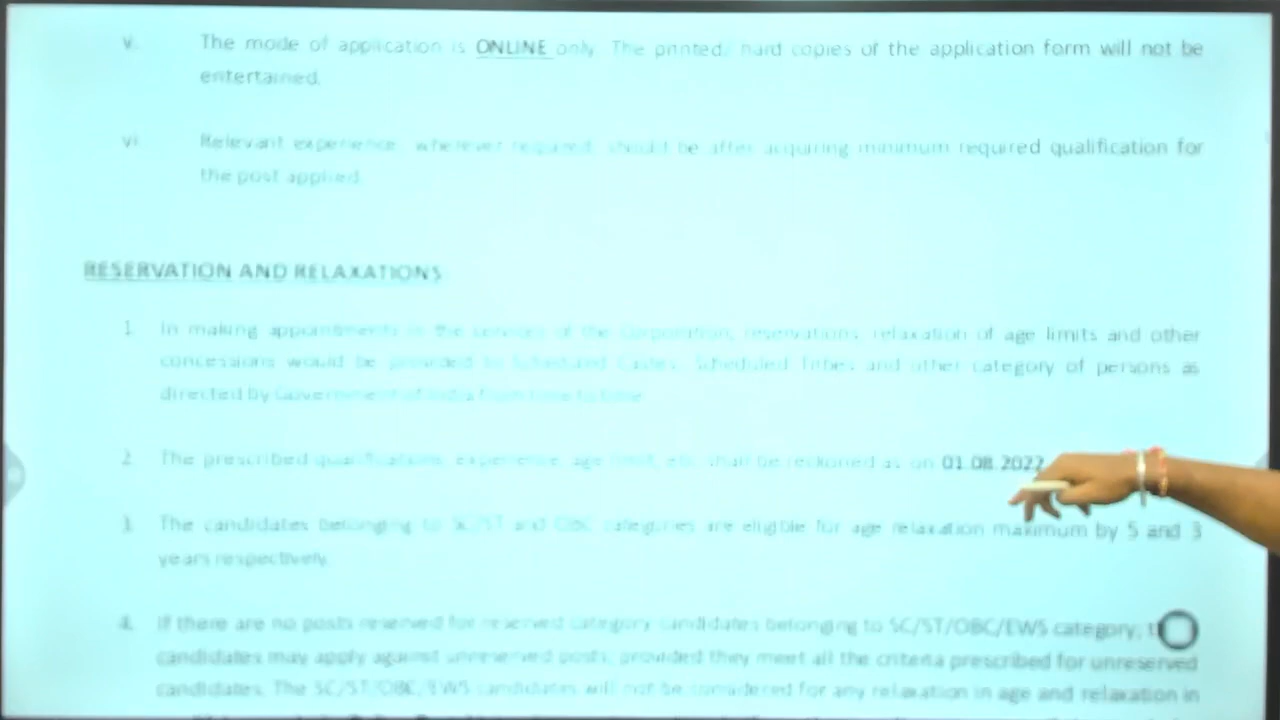 v. The mode of application is ONLINE only. The printed/ hard copies of the application form will not be
entertained.
vi. Relevant experience, wherever required, should be after acquiring minimum required qualification for
the post applied.
RESERVATION AND RELAXATIONS
1. In making appointments in the services of the Corporation, reservations, relaxation of age limits and other
concessions would be provided to Scheduled Castes, Scheduled Tribes and other category of persons as
directed by Government of India from time to time.
2. The prescribed qualifications, experience, age limit, etc. shall be reckoned as on 01.08.2022
3. The candidates belonging to SC/ST and OBC categories are eligible for age relaxation maximum by 5 and 3
years respectively.
4. If there are no posts reserved for reserved category candidates belonging to SC/ST/OBC/EWS category,
candidates may apply against unreserved posts, provided they meet all the criteria prescribed for unreserved
candidates. The SC/ST/OBC/EWS candidates will not be considered for any relaxation in age and relaxation in